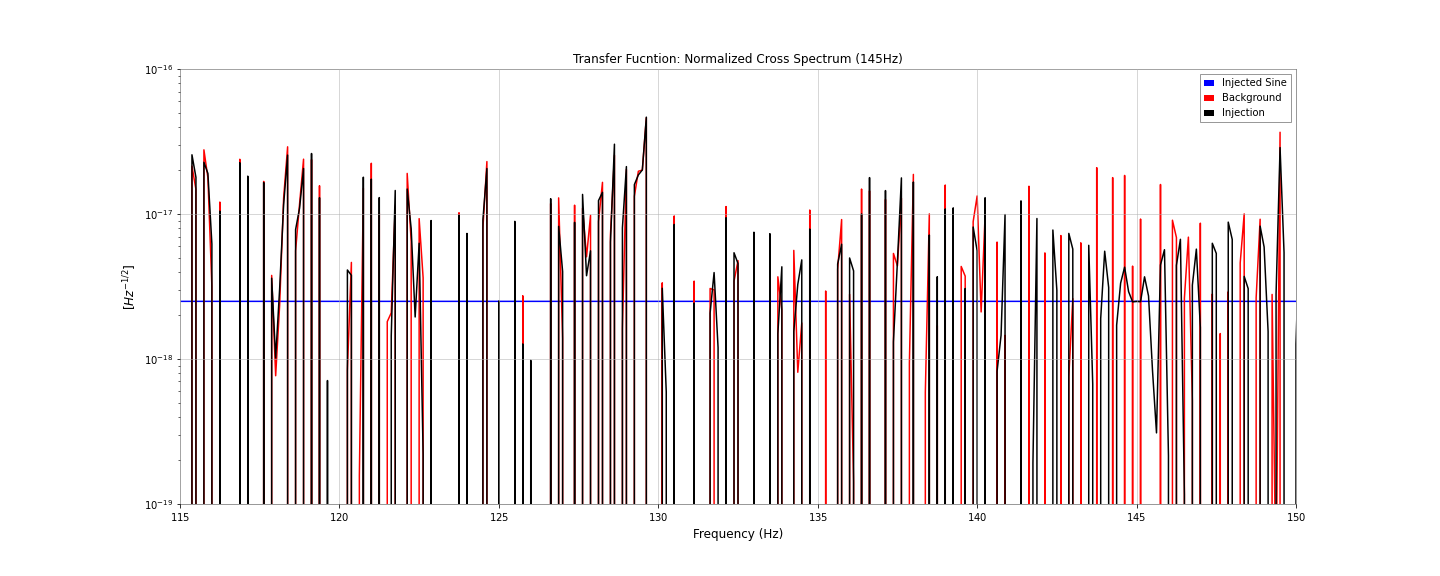 Transfer Fucntion: Normalized Cross Spectrum (145Hz)
10⁻¹⁶
10⁻¹⁷
10⁻¹⁸
10⁻¹⁹
[Hz⁻¹/²]
Injected Sine
Background
Injection
115 120 125 130 135 140 145 150
Frequency (Hz)